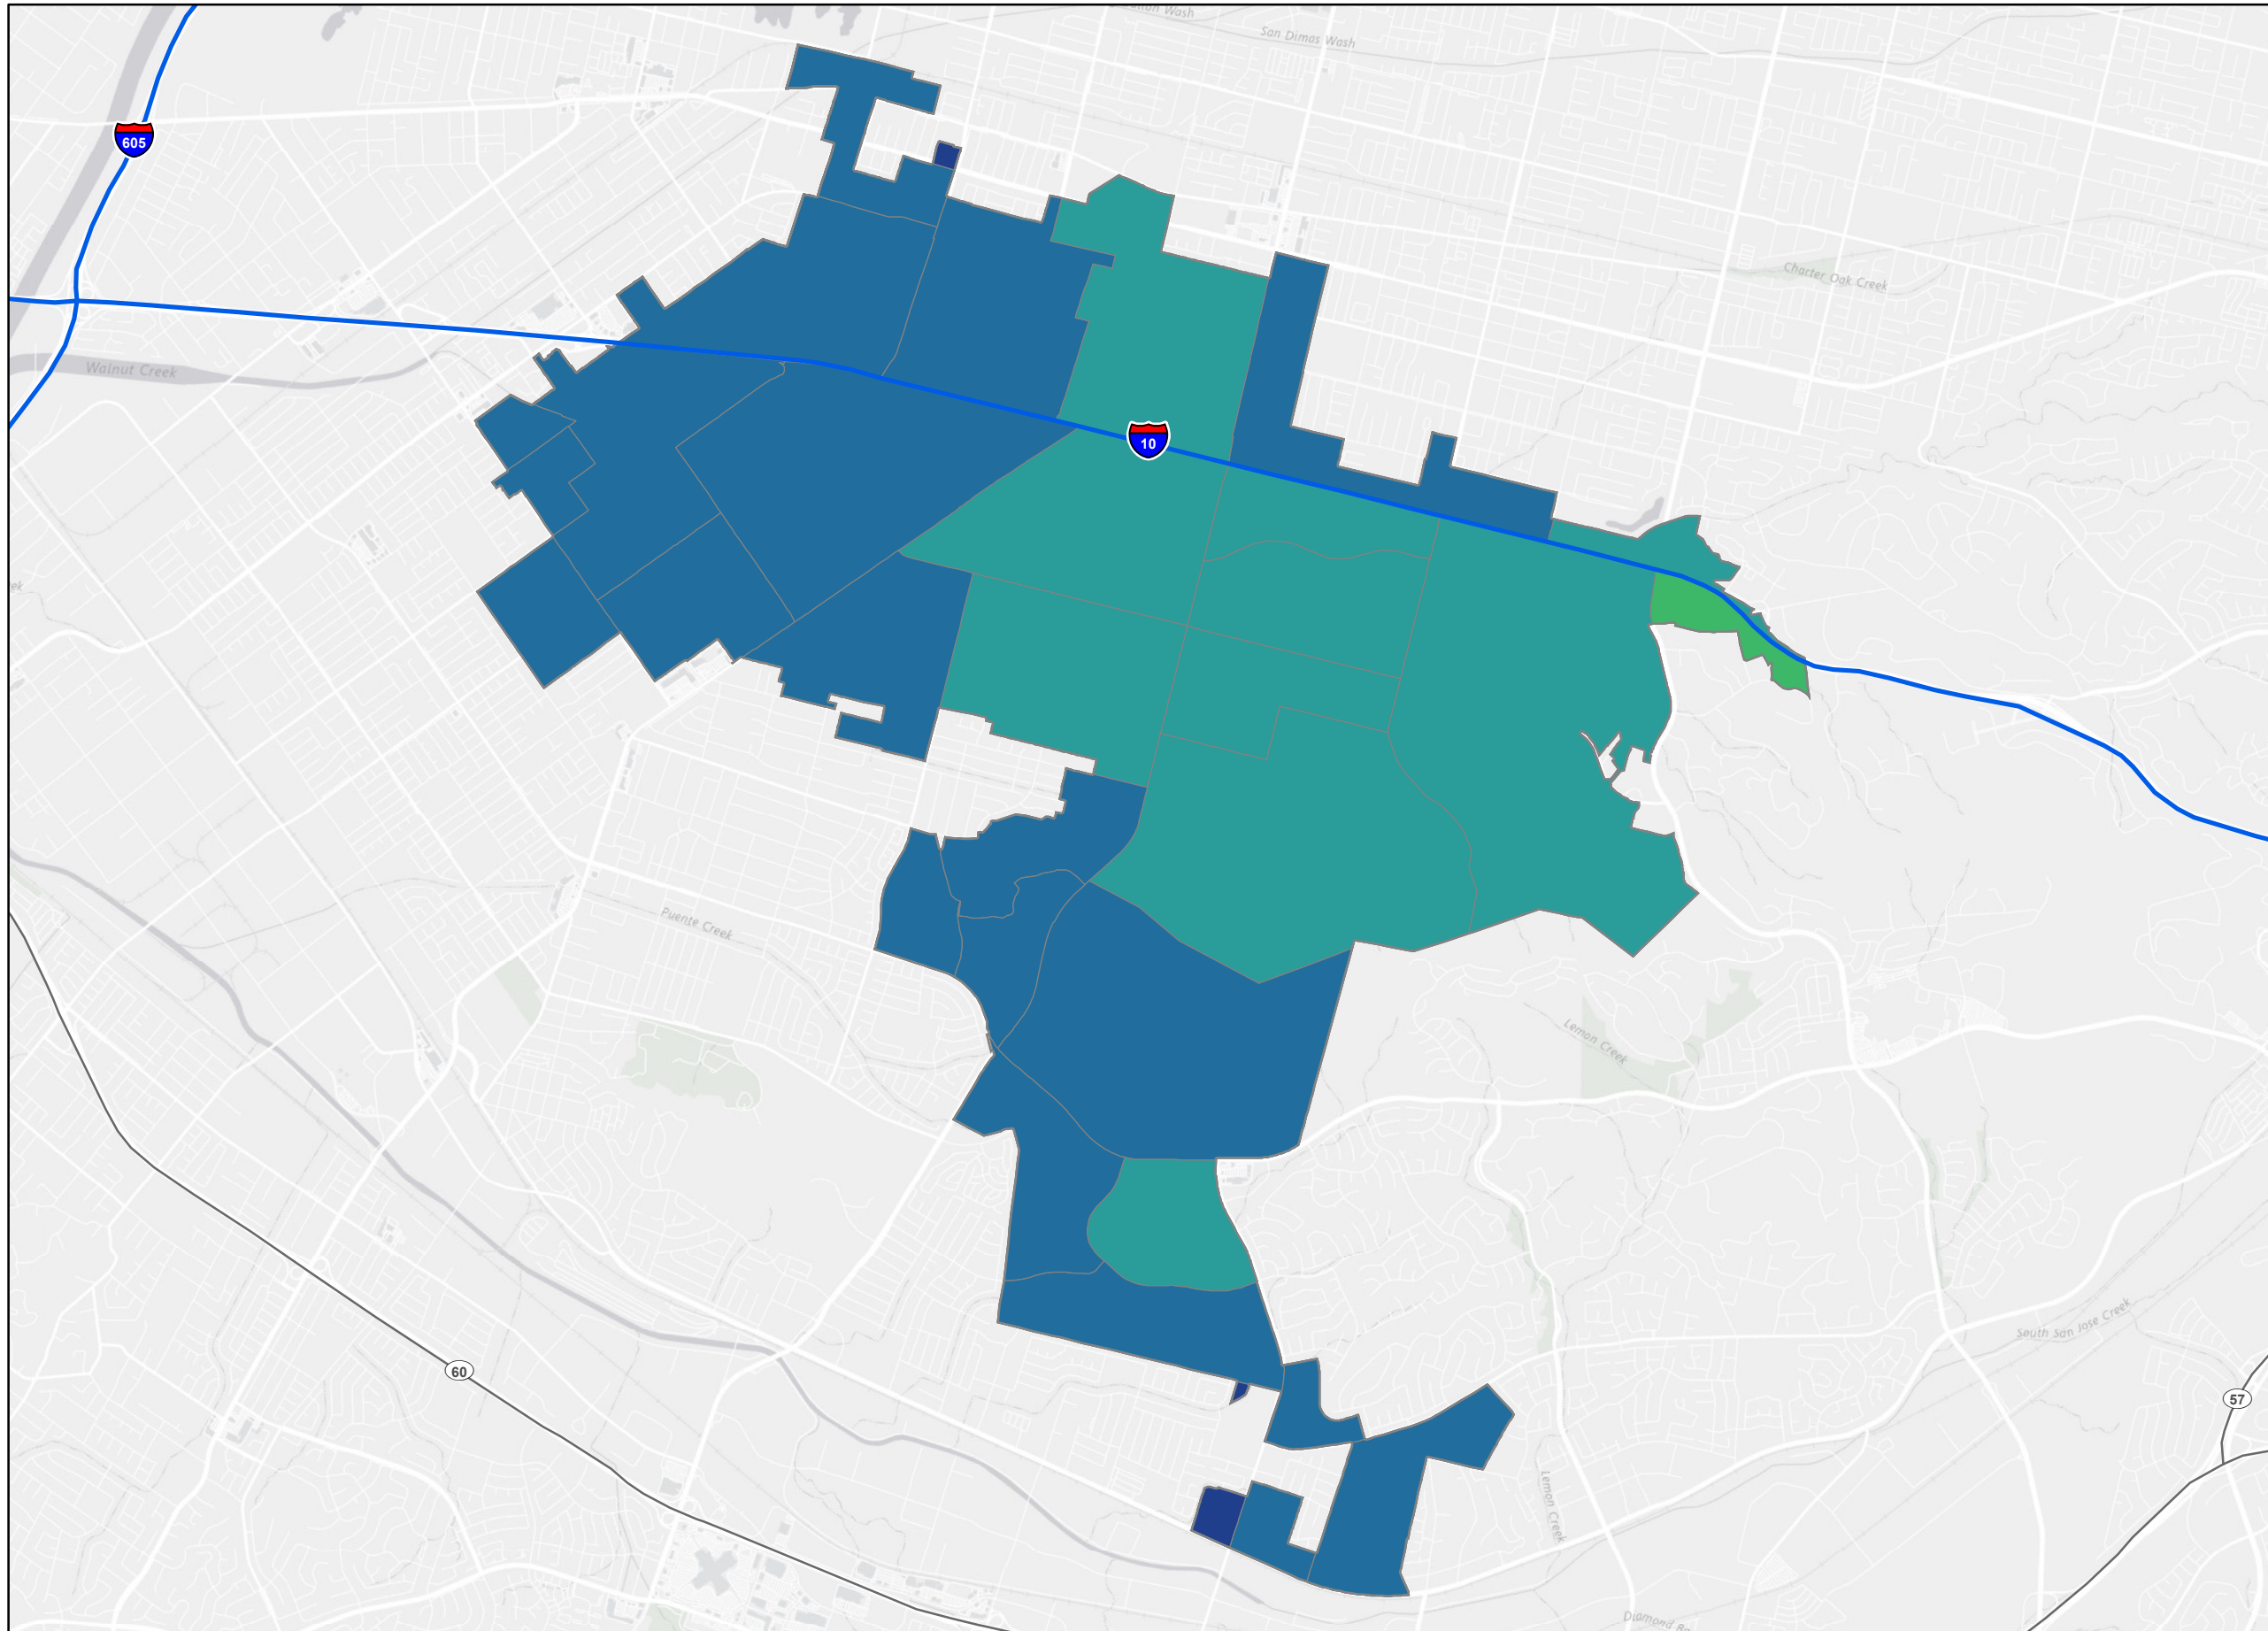 San Dimas Wash
605
Charter Oak Creek
Walnut Creek
10
Puente Creek
Lemon Creek
South San Jose Creek
60
57
Lemon Creek